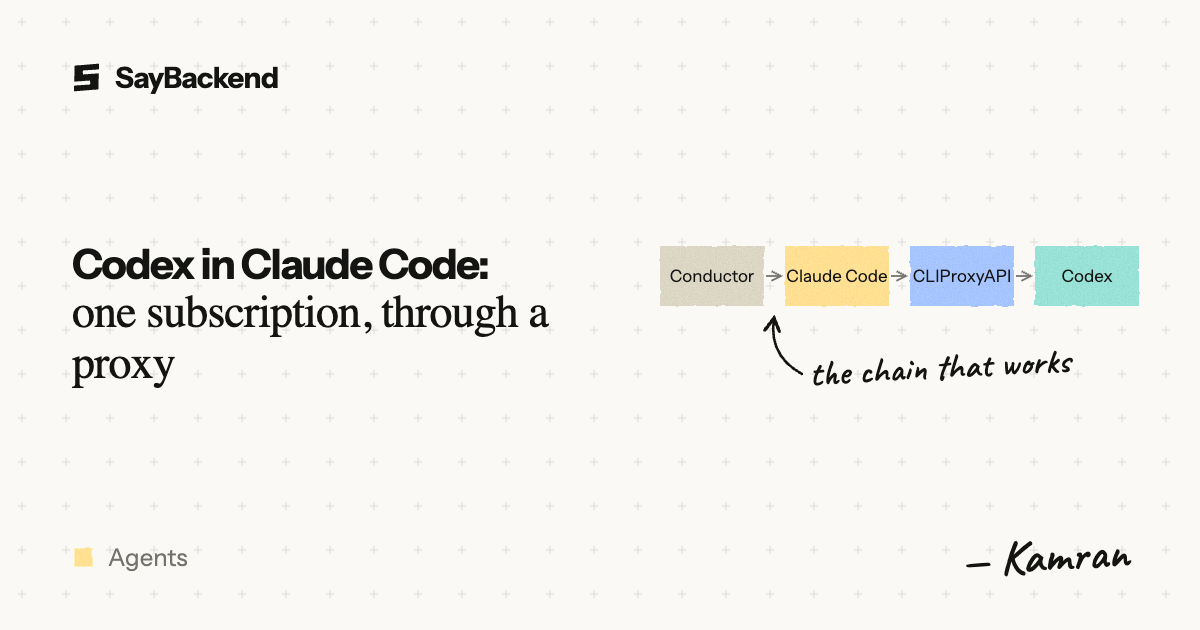 SayBackend
Codex in Claude Code:
one subscription, through a
proxy
Conductor
Claude Code
CLIProxyAPI
Codex
the chain that works
Agents
– Kamran